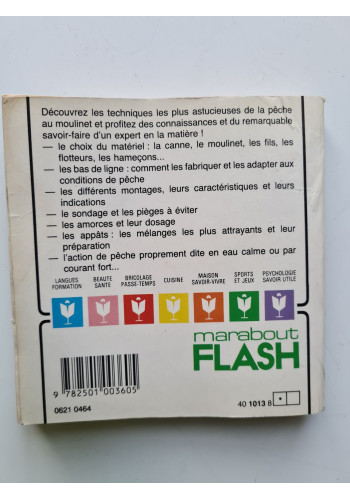 Découvrez les techniques les plus astucieuses de la pêche
au moulinet et profitez des connaissances et du remarquable
savoir-faire d'un expert en la matière !
— le choix du matériel : la canne, le moulinet, les fils, les
flotteurs, les hameçons...
— les bas de ligne : comment les fabriquer et les adapter aux
conditions de pêche
— les différents montages, leurs caractéristiques et leurs
indications
— le sondage et les pièges à éviter
— les amorces et leur dosage
— les appâts : les mélanges les plus attrayants et leur
préparation
— l'action de pêche proprement dite en eau calme ou par
courant fort...
LANGUES FORMATION
BEAUTE SANTE
BRICOLAGE PASSE-TEMPS
CUISINE
MAISON SAVOIR-VIVRE
SPORTS ET JEUX
PSYCHOLOGIE SAVOIR UTILE
marabout
FLASH
9 782501 003605
0621 0464
40 1013 8